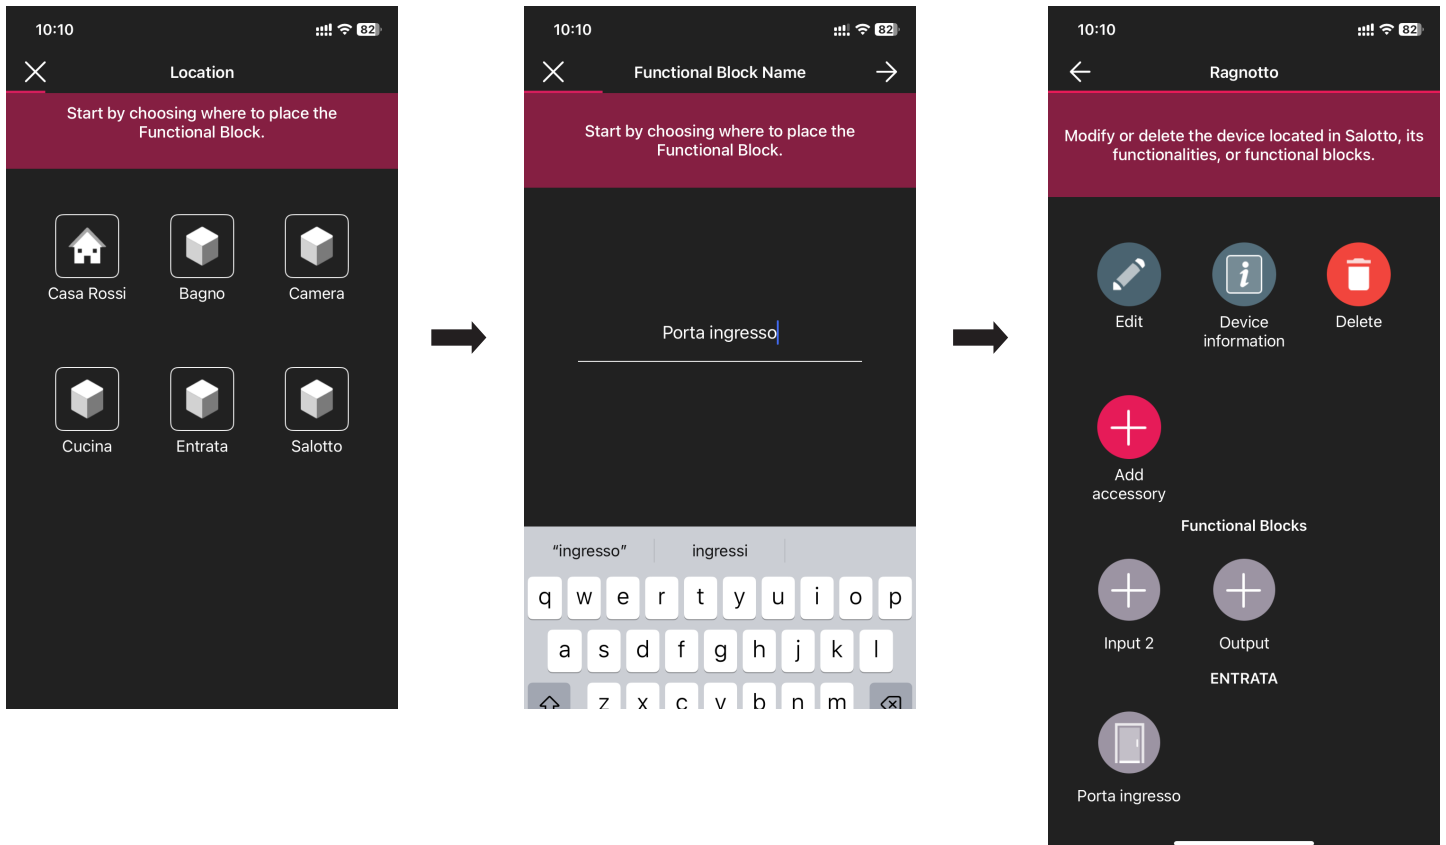 10:10
82
Location
Start by choosing where to place the
Functional Block.
Casa Rossi
Bagno
Camera
Cucina
Entrata
Salotto
10:10
82
Functional Block Name
Start by choosing where to place the
Functional Block.
Porta ingresso
“ingresso”
ingressi
q w e r t y u i o p
a s d f g h j k l
z x c v b n m
10:10
82
Ragnotto
Modify or delete the device located in Salotto, its
functionalities, or functional blocks.
Edit
Device
information
Delete
Add
accessory
Functional Blocks
Input 2
Output
ENTRATA
Porta ingresso